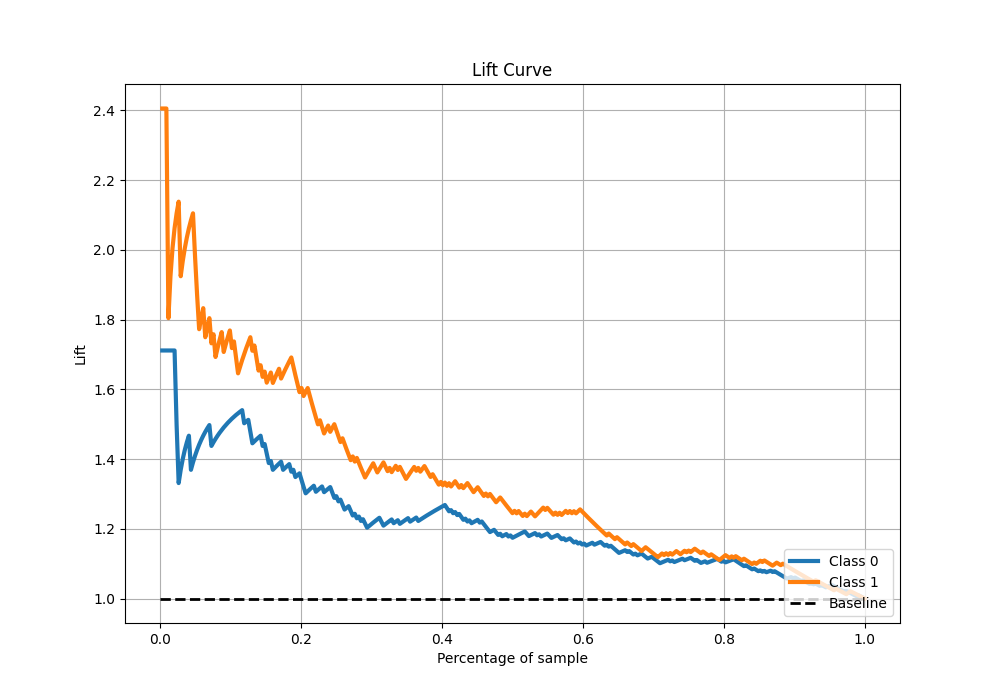 Lift Curve
Lift
2.4
2.2
2.0
1.8
1.6
1.4
1.2
1.0
0.0 0.2 0.4 0.6 0.8 1.0
Percentage of sample
Class 0
Class 1
Baseline